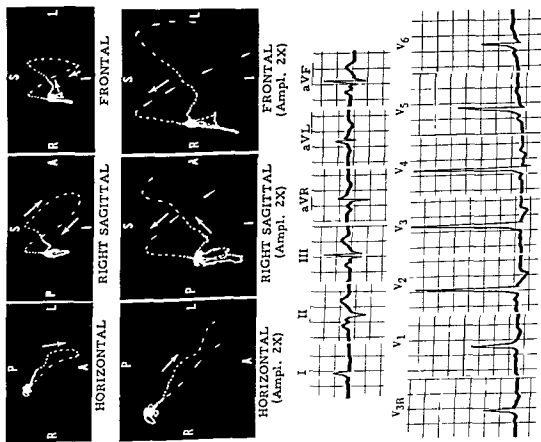 P S S
R L P A R L
A I I
HORIZONTAL RIGHT SAGITTAL FRONTAL
P S S
R L P A R L
A I I
HORIZONTAL RIGHT SAGITTAL FRONTAL
(Ampl. 2X) (Ampl. 2X) (Ampl. 2X)
I II III aVR aVL aVF
V3R V1 V2 V3 V4 V5 V6